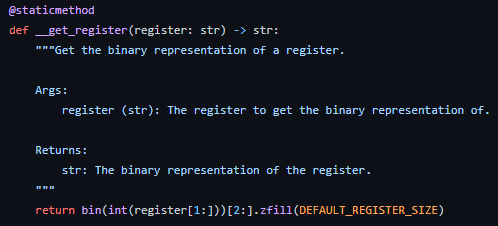 @staticmethod
def __get_register(register: str) -> str:
    """Get the binary representation of a register.

    Args:
        register (str): The register to get the binary representation of.

    Returns:
        str: The binary representation of the register.
    """
    return bin(int(register[1:]))[2:].zfill(DEFAULT_REGISTER_SIZE)